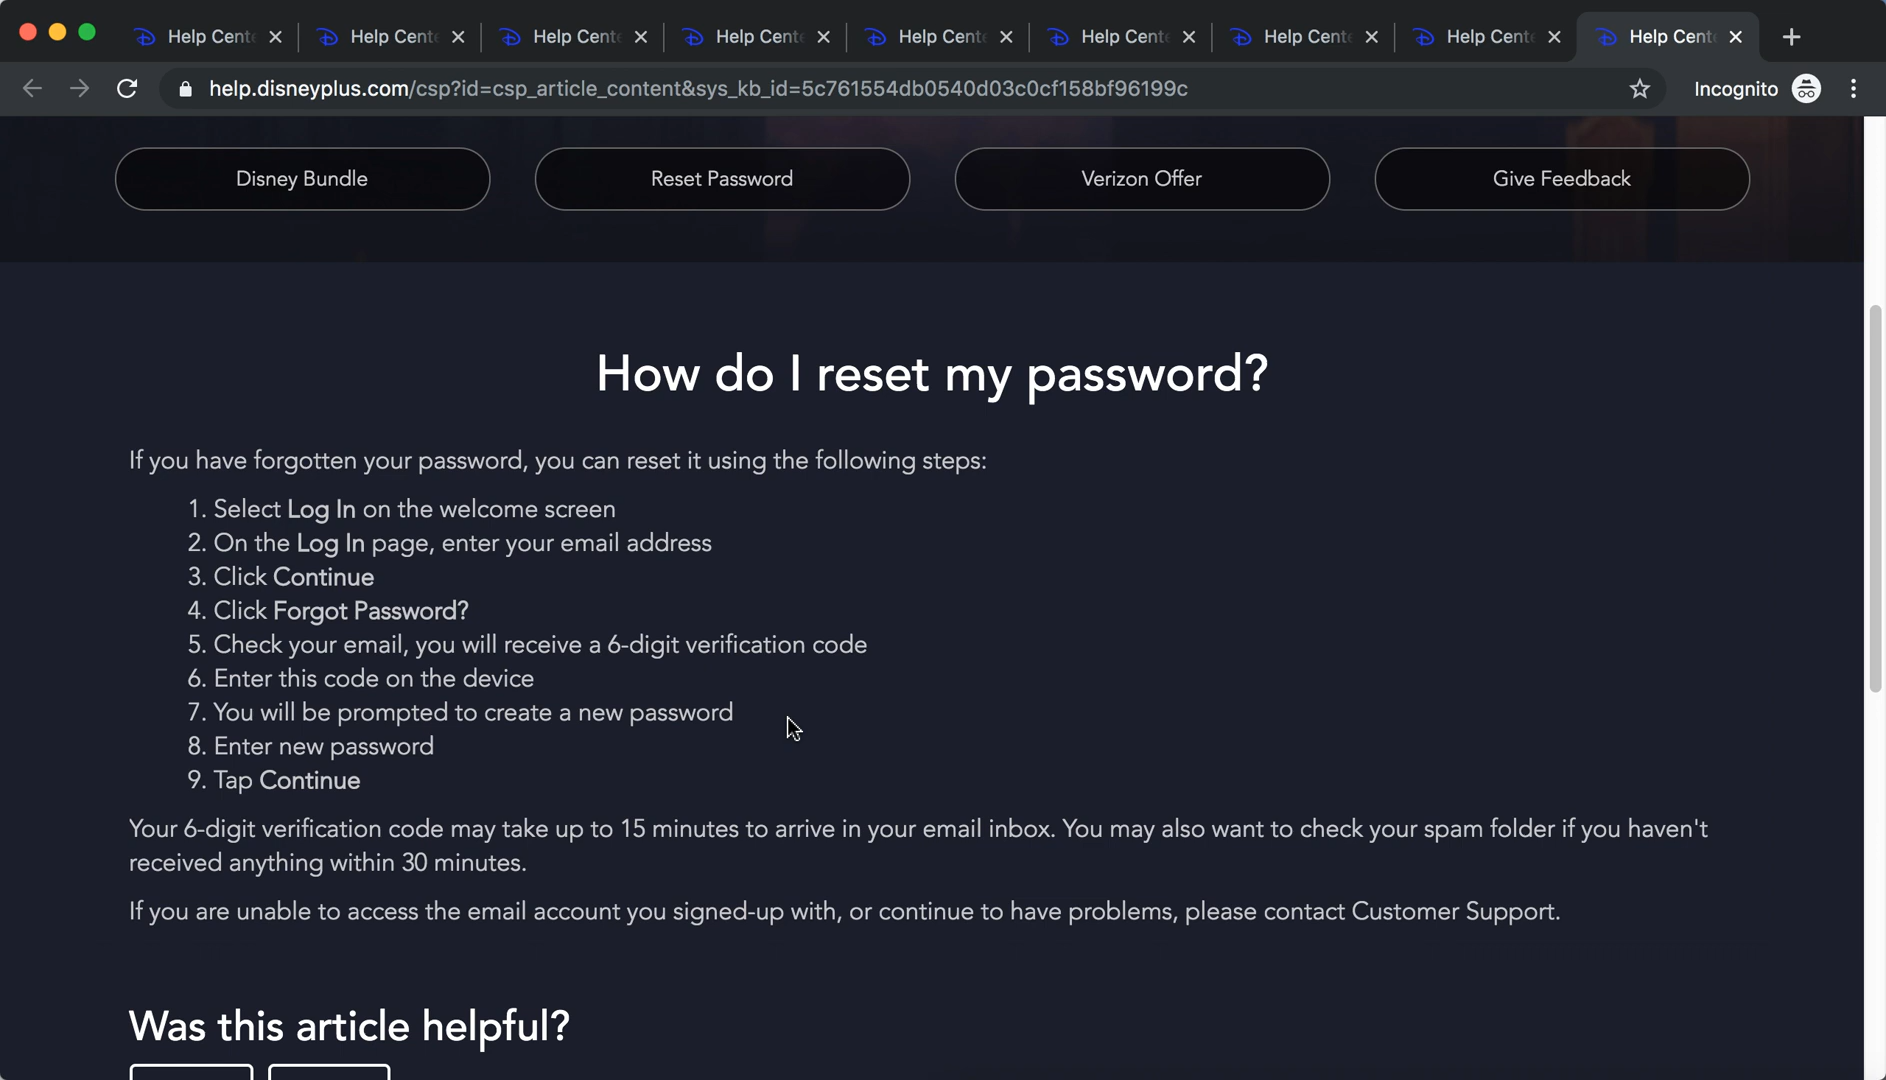 Help Cent
Help Cent
Help Cent
Help Cent
Help Cent
Help Cent
Help Cent
Help Cent
Help Cent
help.disneyplus.com/csp?id=csp_article_content&sys_kb_id=5c761554db0540d03c0cf158bf96199c
Incognito
Disney Bundle
Reset Password
Verizon Offer
Give Feedback
How do I reset my password?
If you have forgotten your password, you can reset it using the following steps:
1. Select Log In on the welcome screen
2. On the Log In page, enter your email address
3. Click Continue
4. Click Forgot Password?
5. Check your email, you will receive a 6-digit verification code
6. Enter this code on the device
7. You will be prompted to create a new password
8. Enter new password
9. Tap Continue
Your 6-digit verification code may take up to 15 minutes to arrive in your email inbox. You may also want to check your spam folder if you haven't
received anything within 30 minutes.
If you are unable to access the email account you signed-up with, or continue to have problems, please contact Customer Support.
Was this article helpful?